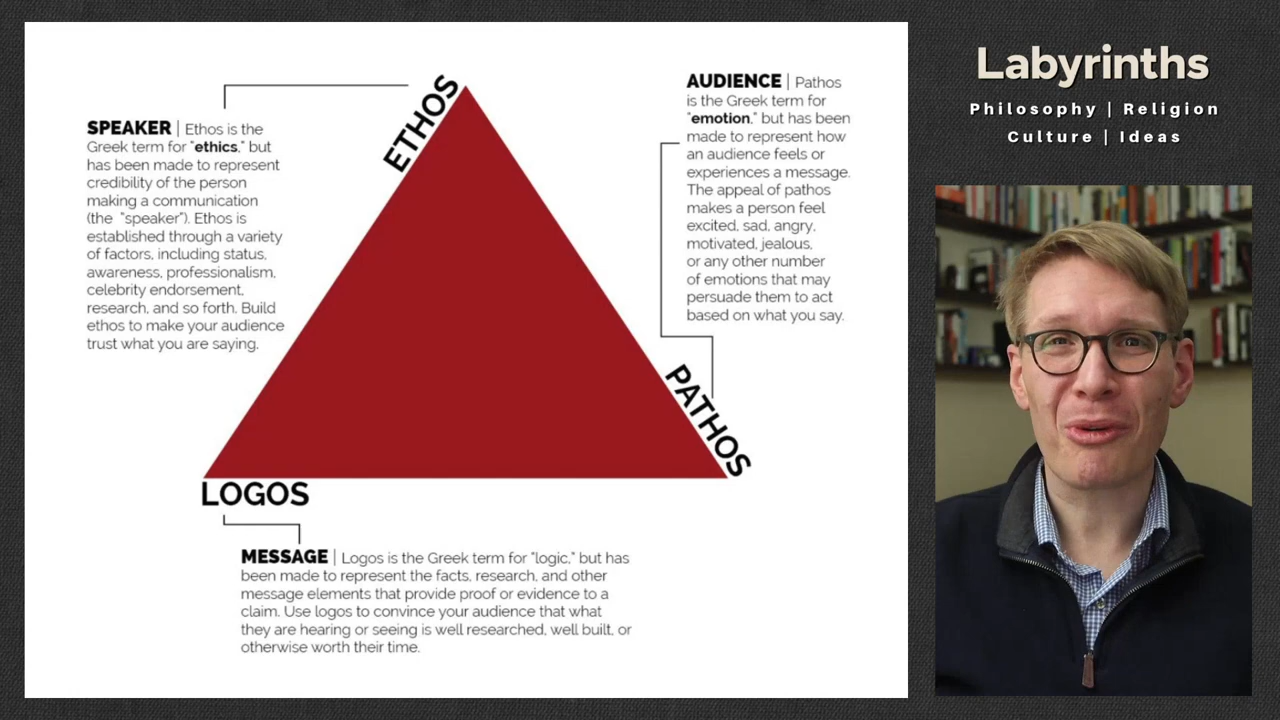 ETHOS
SPEAKER | Ethos is the
Greek term for "ethics," but
has been made to represent
credibility of the person
making a communication
(the "speaker"). Ethos is
established through a variety
of factors, including status,
awareness, professionalism,
celebrity endorsement,
research, and so forth. Build
ethos to make your audience
trust what you are saying.
AUDIENCE | Pathos
is the Greek term for
"emotion," but has been
made to represent how
an audience feels or
experiences a message.
The appeal of pathos
makes a person feel
excited, sad, angry,
motivated, jealous,
or any other number
of emotions that may
persuade them to act
based on what you say.
PATHOS
LOGOS
MESSAGE | Logos is the Greek term for "logic," but has
been made to represent the facts, research, and other
message elements that provide proof or evidence to a
claim. Use logos to convince your audience that what
they are hearing or seeing is well researched, well built, or
otherwise worth their time.
Labyrinths
Philosophy | Religion
Culture | Ideas